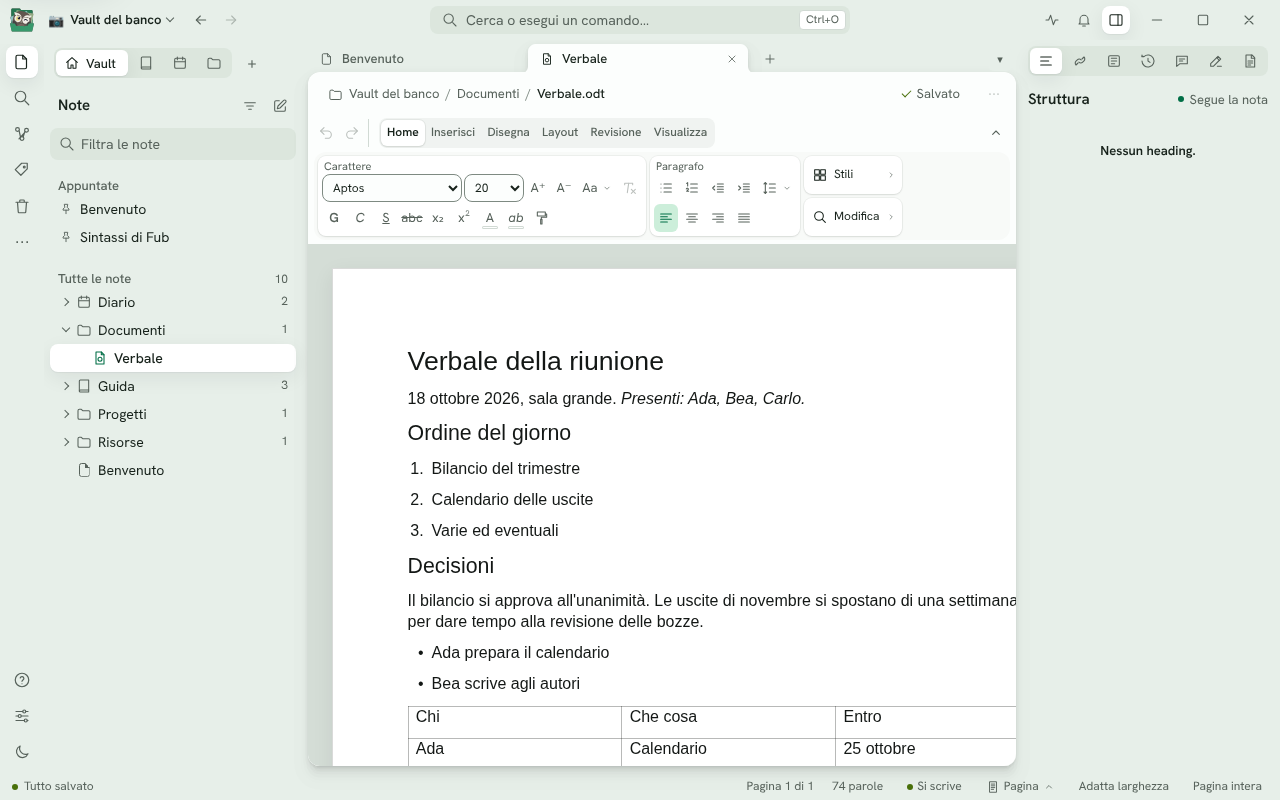 Vault del banco
Cerca o esegui un comando…
Ctrl+O
Vault
Benvenuto
Verbale
Note
Filtra le note
Appuntate
Benvenuto
Sintassi di Fub
Tutte le note 10
Diario 2
Documenti 1
Verbale
Guida 3
Progetti 1
Risorse 1
Benvenuto
Vault del banco / Documenti / Verbale.odt
Salvato
Home Inserisci Disegna Layout Revisione Visualizza
Carattere
Aptos 20 A+ A− Aa
G C S abc x₂ x² A ab
Paragrafo
Stili
Modifica
Verbale della riunione
18 ottobre 2026, sala grande. Presenti: Ada, Bea, Carlo.
Ordine del giorno
1. Bilancio del trimestre
2. Calendario delle uscite
3. Varie ed eventuali
Decisioni
Il bilancio si approva all'unanimità. Le uscite di novembre si spostano di una settimana
per dare tempo alla revisione delle bozze.
• Ada prepara il calendario
• Bea scrive agli autori
Chi Che cosa Entro
Ada Calendario 25 ottobre
Struttura
Segue la nota
Nessun heading.
Tutto salvato
Pagina 1 di 1 74 parole Si scrive Pagina Adatta larghezza Pagina intera